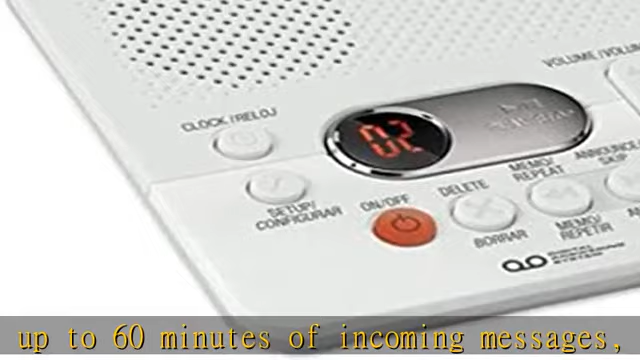 VOLUME / VOLU
CLOCK / RELOJ
02
SETUP/
CONFIGURAR
ON/OFF
DELETE
BORRAR
MEMO/
REPEAT
MEMO/
REPETIR
ANNOUNCE/
SKIP
up to 60 minutes of incoming messages,